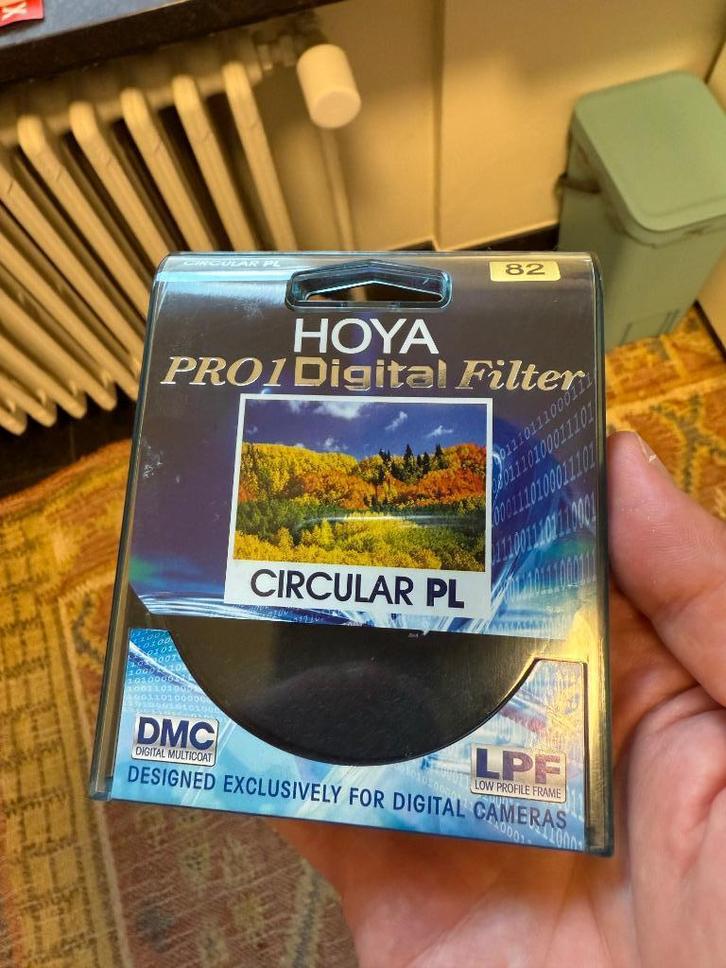 CIRCULAR PL
82
HOYA
PRO1 Digital Filter
CIRCULAR PL
DMC
DIGITAL MULTICOAT
LPF
LOW PROFILE FRAME
DESIGNED EXCLUSIVELY FOR DIGITAL CAMERAS